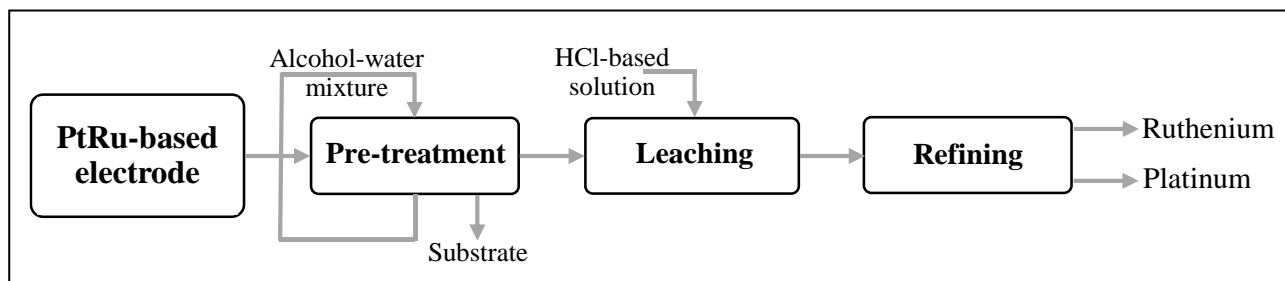 PtRu-based
electrode
Alcohol-water
mixture
Pre-treatment
Substrate
HCl-based
solution
Leaching
Refining
Ruthenium
Platinum